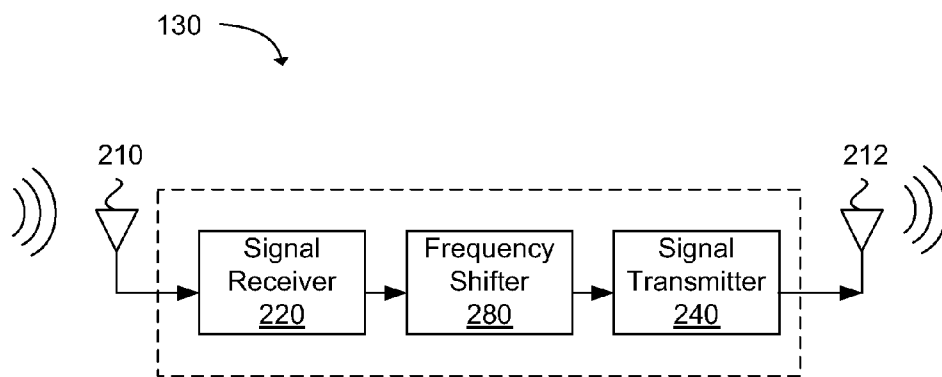 130
210
212
Signal
Receiver
220
Frequency
Shifter
280
Signal
Transmitter
240